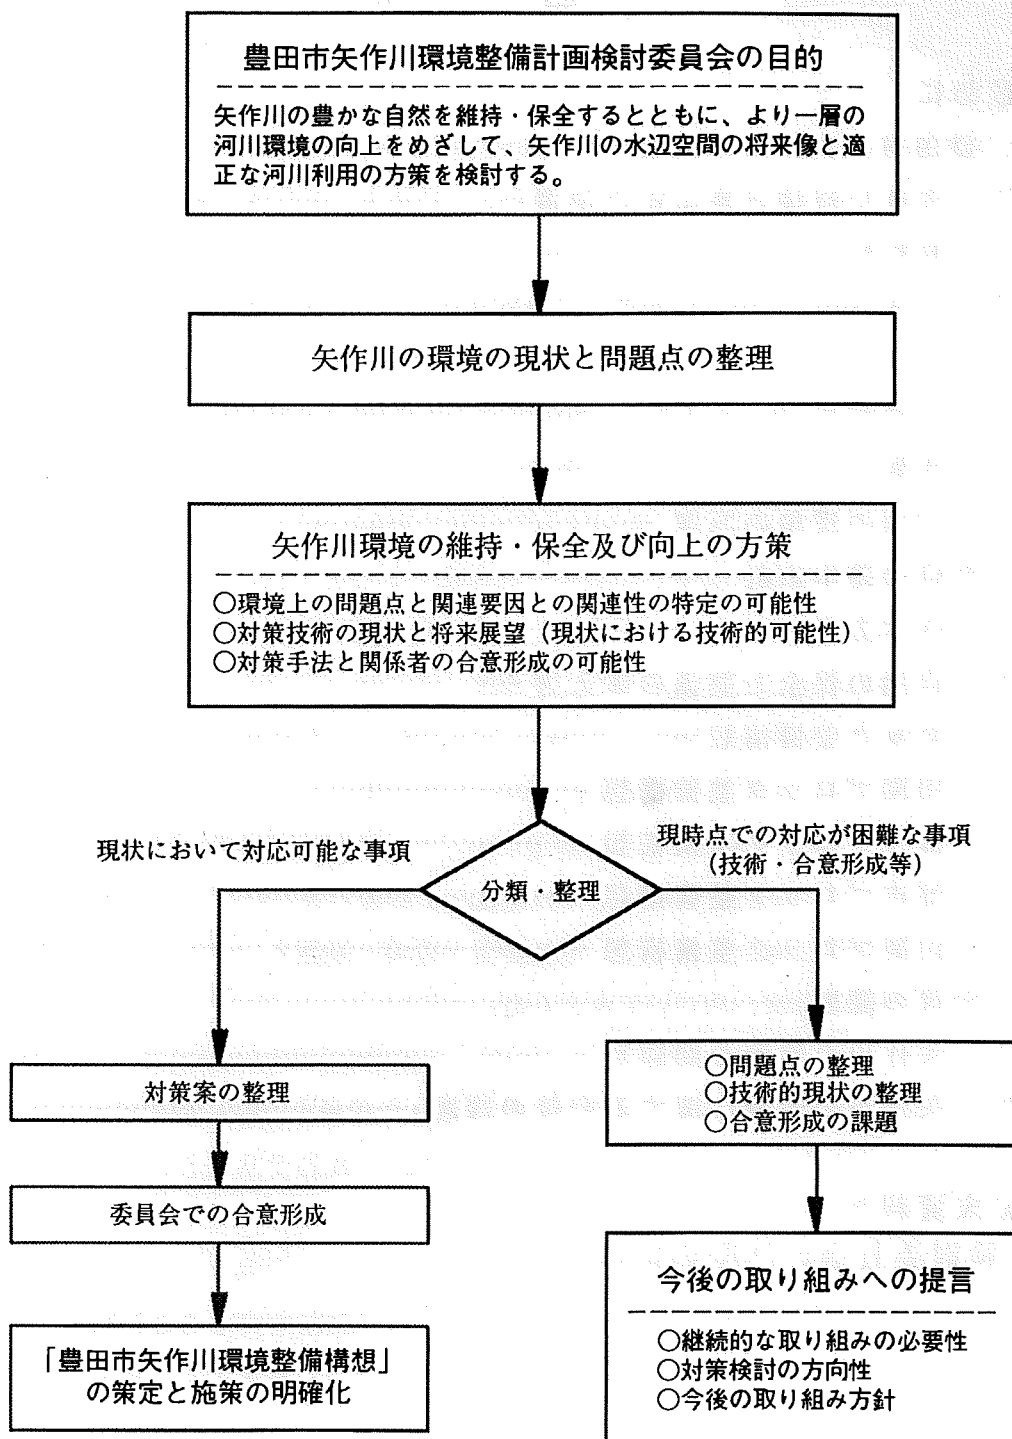 豊田市矢作川環境整備計画検討委員会の目的
矢作川の豊かな自然を維持・保全するとともに、より一層の
河川環境の向上をめざして、矢作川の水辺空間の将来像と適
正な河川利用の方策を検討する。
矢作川の環境の現状と問題点の整理
矢作川環境の維持・保全及び向上の方策
○環境上の問題点と関連要因との関連性の特定の可能性
○対策技術の現状と将来展望（現状における技術的可能性）
○対策手法と関係者の合意形成の可能性
現状において対応可能な事項
現時点での対応が困難な事項
（技術・合意形成等）
分類・整理
対策案の整理
委員会での合意形成
「豊田市矢作川環境整備構想」
の策定と施策の明確化
○問題点の整理
○技術的現状の整理
○合意形成の課題
今後の取り組みへの提言
○継続的な取り組みの必要性
○対策検討の方向性
○今後の取り組み方針